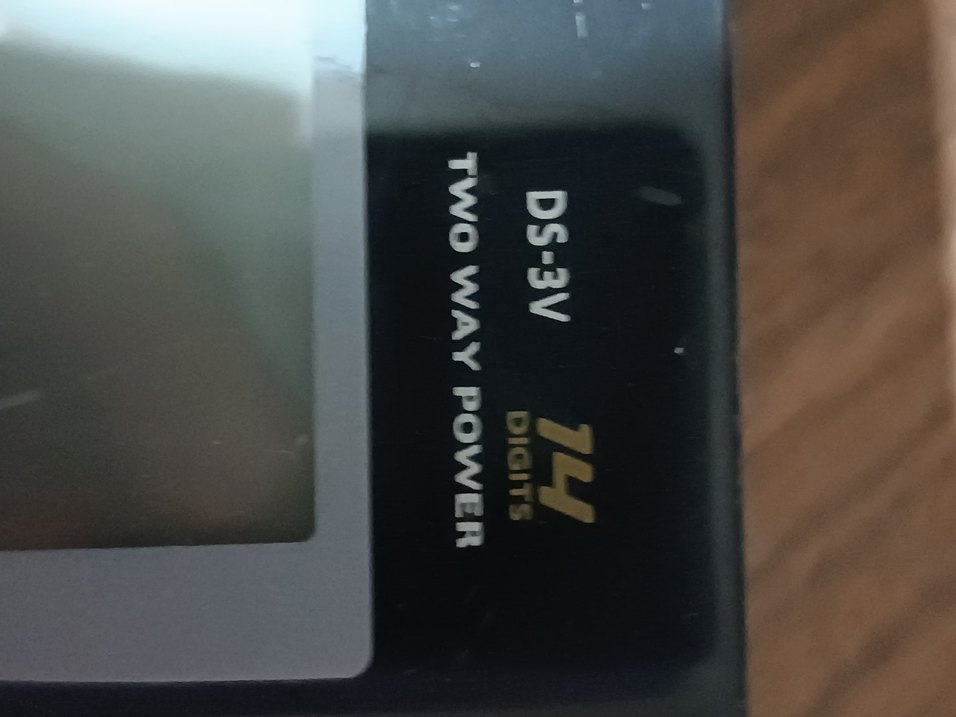 DS-3V
14
DIGITS
TWO WAY POWER